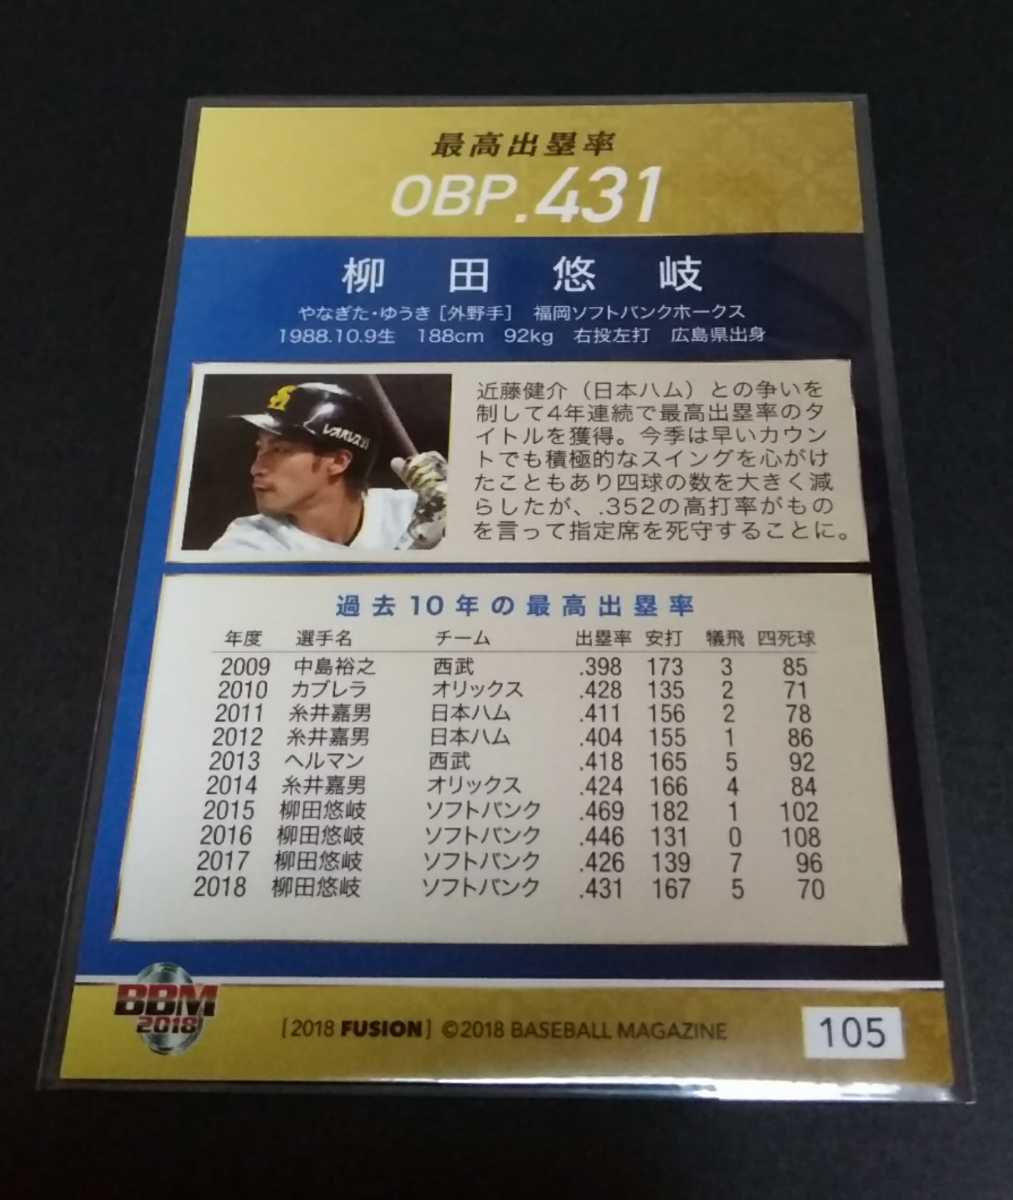 最高出塁率
OBP.431
柳田悠岐
やなぎた・ゆうき［外野手］ 福岡ソフトバンクホークス
1988.10.9生 188cm 92kg 右投左打 広島県出身
レオパレス21
近藤健介（日本ハム）との争いを
制して4年連続で最高出塁率のタ
イトルを獲得。今季は早いカウン
トでも積極的なスイングを心がけ
たこともあり四球の数を大きく減
らしたが、.352の高打率がもの
を言って指定席を死守することに。
過去10年の最高出塁率
年度 選手名 チーム 出塁率 安打 犠飛 四死球
2009 中島裕之 西武 .398 173 3 85
2010 カブレラ オリックス .428 135 2 71
2011 糸井嘉男 日本ハム .411 156 2 78
2012 糸井嘉男 日本ハム .404 155 1 86
2013 ヘルマン 西武 .418 165 5 92
2014 糸井嘉男 オリックス .424 166 4 84
2015 柳田悠岐 ソフトバンク .469 182 1 102
2016 柳田悠岐 ソフトバンク .446 131 0 108
2017 柳田悠岐 ソフトバンク .426 139 7 96
2018 柳田悠岐 ソフトバンク .431 167 5 70
BBM
2018
[2018 FUSION] ©2018 BASEBALL MAGAZINE
105